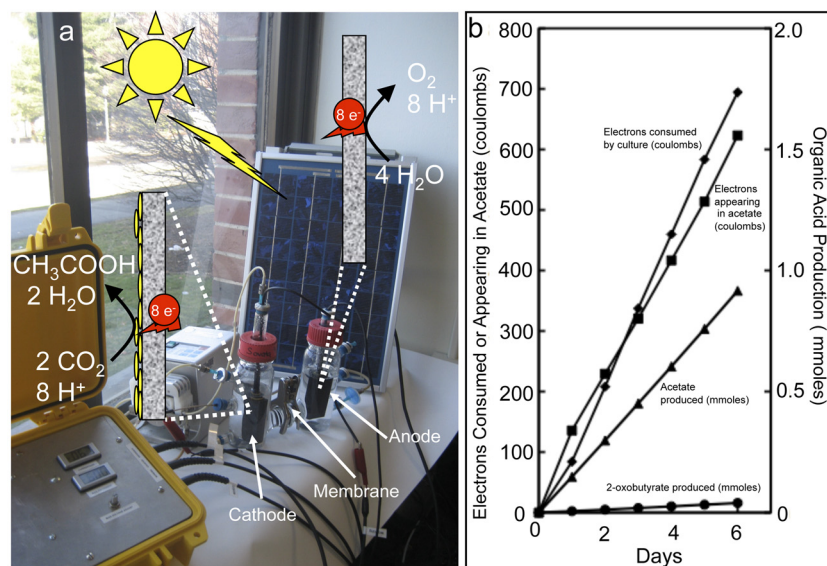 a
O₂
8 H⁺
8 e⁻
4 H₂O
CH₃COOH
2 H₂O
8 e⁻
2 CO₂
8 H⁺
Anode
Membrane
Cathode
b
Electrons Consumed or Appearing in Acetate (coulombs)
800
700
600
500
400
300
200
100
0
Electrons consumed
by culture (coulombs)
Electrons
appearing
in acetate
(coulombs)
Acetate
produced (mmoles)
2-oxobutyrate produced (mmoles)
2.0
1.5
1.0
0.5
0.0
Organic Acid Production ( mmoles)
0
2
4
6
8
Days